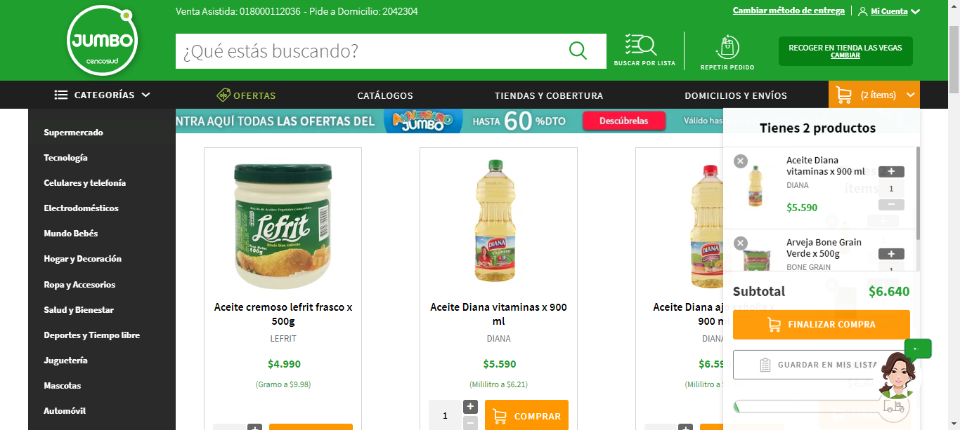 Venta Asistida: 018000112036 - Pide a Domicilio: 2042304
Cambiar método de entrega
Mi Cuenta
JUMBO
cencosud
¿Qué estás buscando?
BUSCAR POR LISTA
REPETIR PEDIDO
RECOGER EN TIENDA LAS VEGAS
CAMBIAR
CATEGORÍAS
OFERTAS
CATÁLOGOS
TIENDAS Y COBERTURA
DOMICILIOS Y ENVÍOS
(2 ítems)
NTRA AQUÍ TODAS LAS OFERTAS DEL
JUMBO
HASTA 60 %DTO
Descúbrelas
Válido has
Supermercado
Tecnología
Celulares y telefonía
Electrodomésticos
Mundo Bebés
Hogar y Decoración
Ropa y Accesorios
Salud y Bienestar
Deportes y Tiempo libre
Juguetería
Mascotas
Automóvil
Lefrit
Aceite cremoso lefrit frasco x
500g
LEFRIT
$4.990
(Gramo a $9.98)
DIANA
Aceite Diana vitaminas x 900
ml
DIANA
$5.590
(Mililitro a $6.21)
1
COMPRAR
DIANA
Aceite Diana aj
900 m
DIAN
$6.59
(Mililitro a $
Tienes 2 productos
Aceite Diana
vitaminas x 900 ml
DIANA
1
$5.590
Arveja Bone Grain
Verde x 500g
BONE GRAIN
1
Subtotal
$6.640
FINALIZAR COMPRA
GUARDAR EN MIS LISTA